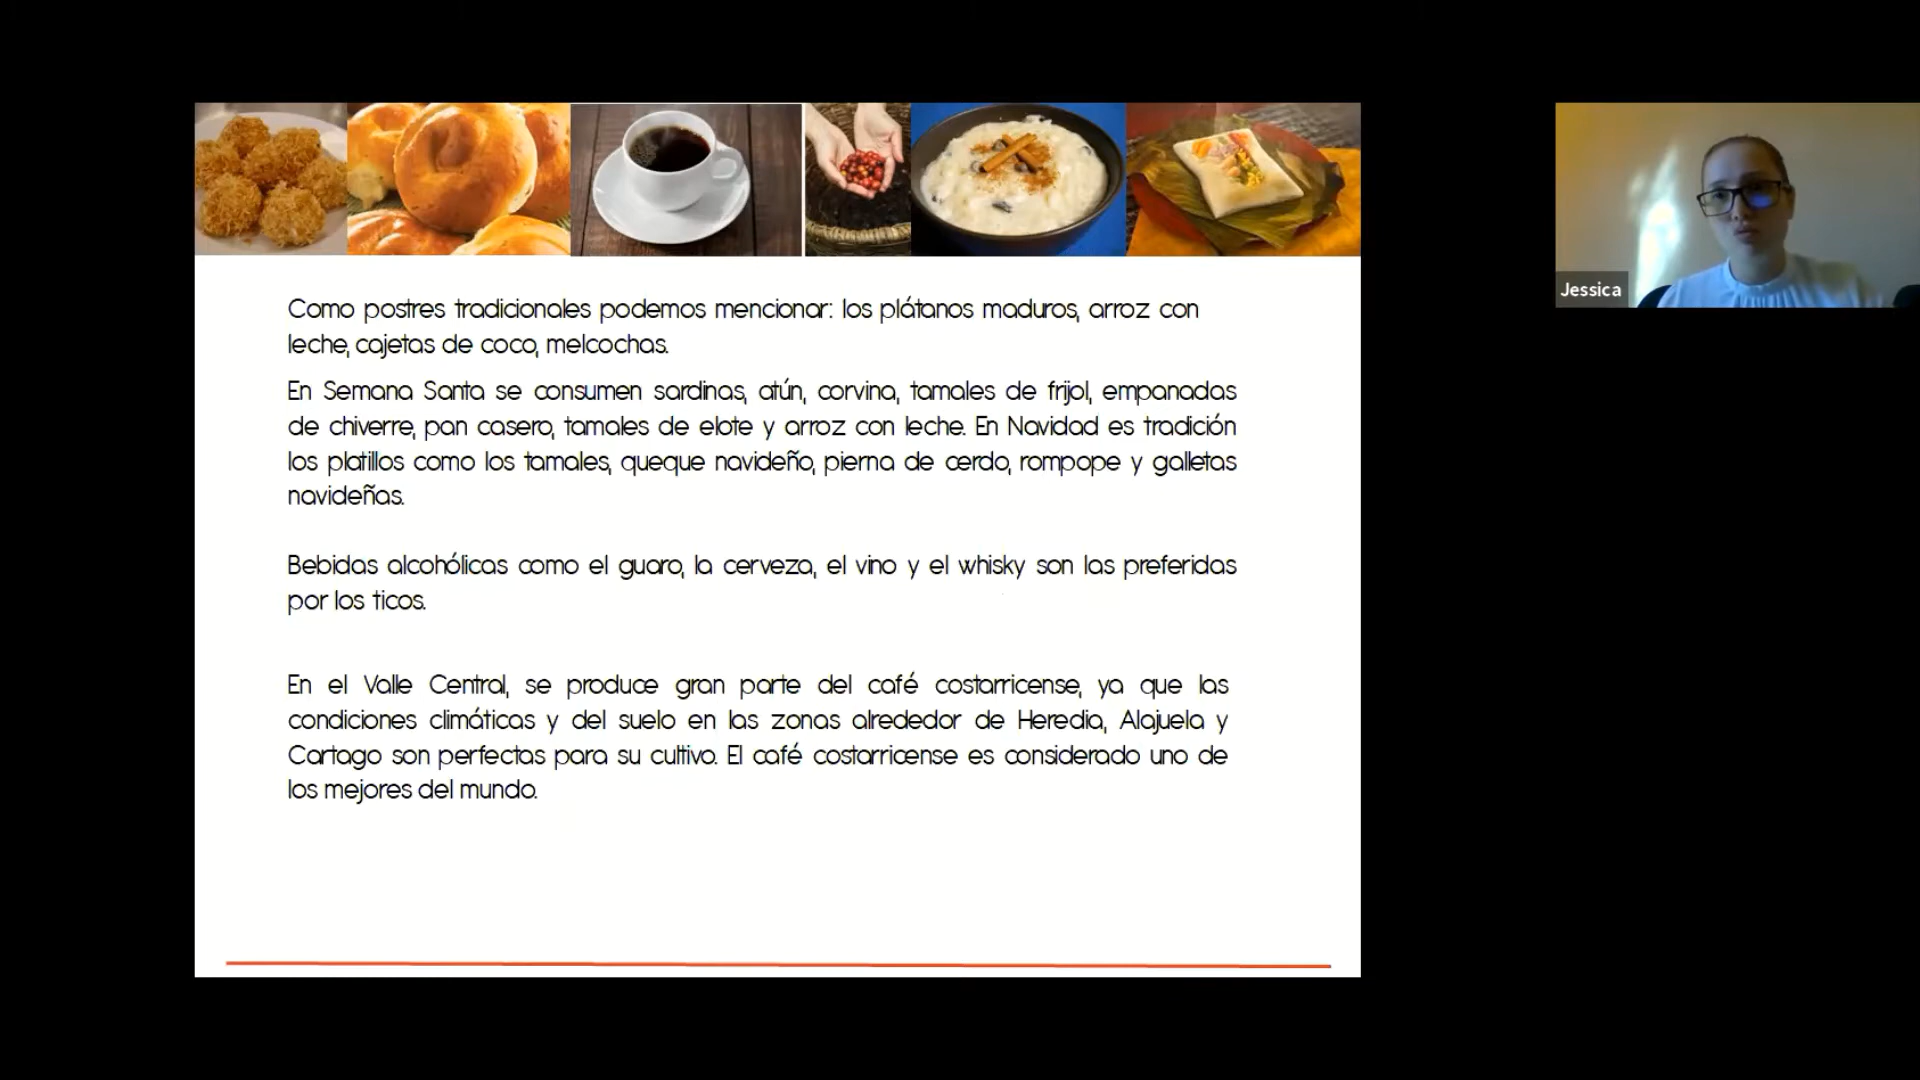 Como postres tradicionales podemos mencionar: los plátanos maduros, arroz con
leche, cajetas de coco, melcochas.
En Semana Santa se consumen sardinas, atún, corvina, tamales de frijol, empanadas
de chiverre, pan casero, tamales de elote y arroz con leche. En Navidad es tradición
los platillos como los tamales, queque navideño, pierna de cerdo, rompope y galletas
navideñas.
Bebidas alcohólicas como el guaro, la cerveza, el vino y el whisky son las preferidas
por los ticos.
En el Valle Central, se produce gran parte del café costarricense, ya que las
condiciones climáticas y del suelo en las zonas alrededor de Heredia, Alajuela y
Cartago son perfectas para su cultivo. El café costarricense es considerado uno de
los mejores del mundo.
Jessica